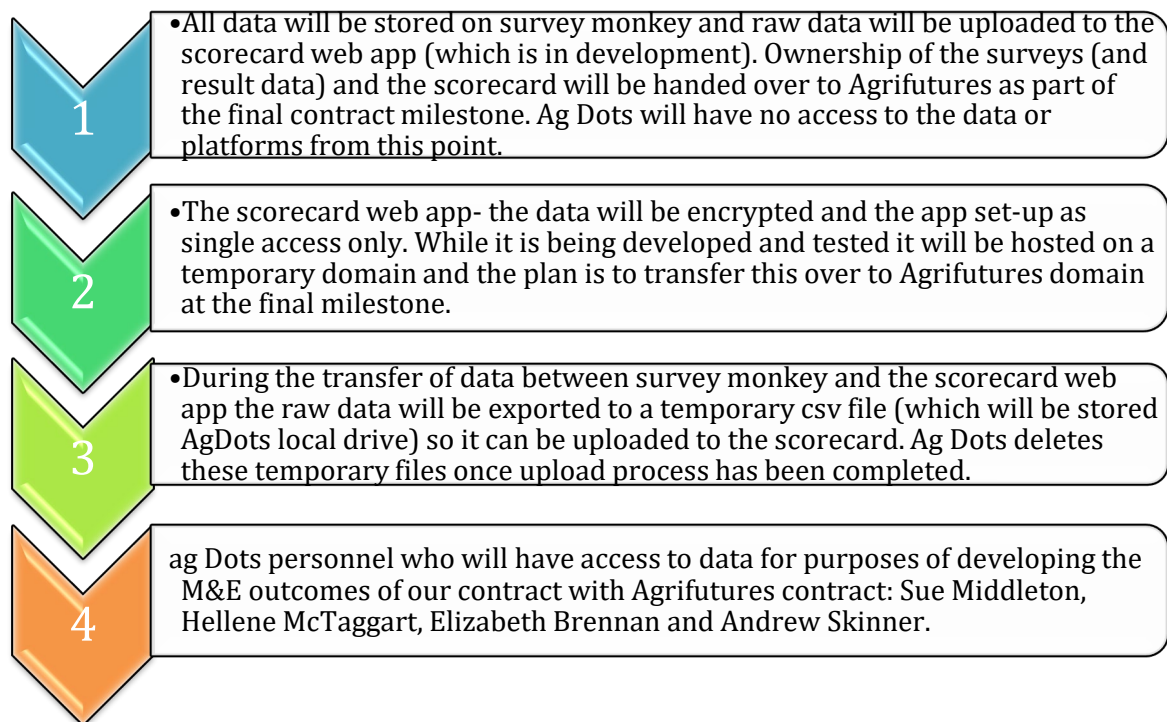 1
•All data will be stored on survey monkey and raw data will be uploaded to the
scorecard web app (which is in development). Ownership of the surveys (and
result data) and the scorecard will be handed over to Agrifutures as part of
the final contract milestone. Ag Dots will have no access to the data or
platforms from this point.
2
•The scorecard web app- the data will be encrypted and the app set-up as
single access only. While it is being developed and tested it will be hosted on a
temporary domain and the plan is to transfer this over to Agrifutures domain
at the final milestone.
3
•During the transfer of data between survey monkey and the scorecard web
app the raw data will be exported to a temporary csv file (which will be stored
AgDots local drive) so it can be uploaded to the scorecard. Ag Dots deletes
these temporary files once upload process has been completed.
4
ag Dots personnel who will have access to data for purposes of developing the
M&E outcomes of our contract with Agrifutures contract: Sue Middleton,
Hellene McTaggart, Elizabeth Brennan and Andrew Skinner.